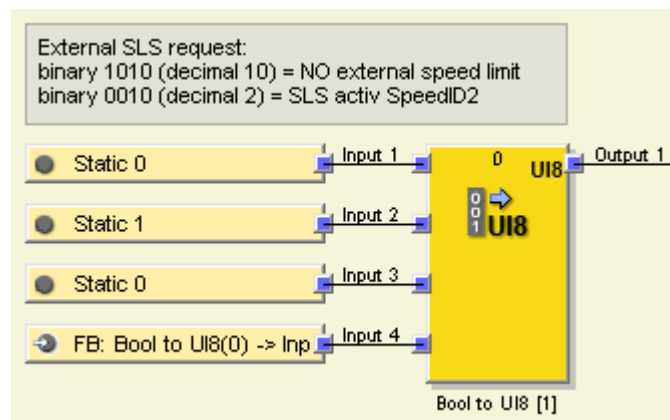 External SLS request:
binary 1010 (decimal 10) = NO external speed limit
binary 0010 (decimal 2) = SLS activ SpeedID2
Static 0
Input 1
0
UI8
Output 1
Static 1
Input 2
001
UI8
Static 0
Input 3
FB: Bool to UI8(0) -> Inp
Input 4
Bool to UI8 [1]